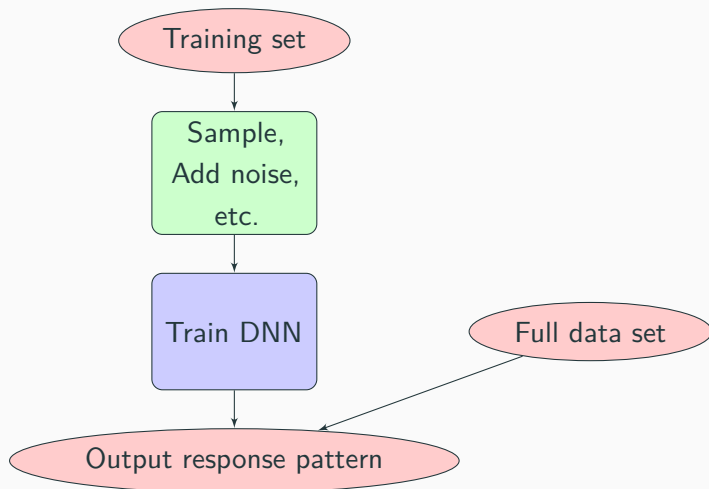 Training set
Sample,
Add noise,
etc.
Train DNN
Full data set
Output response pattern